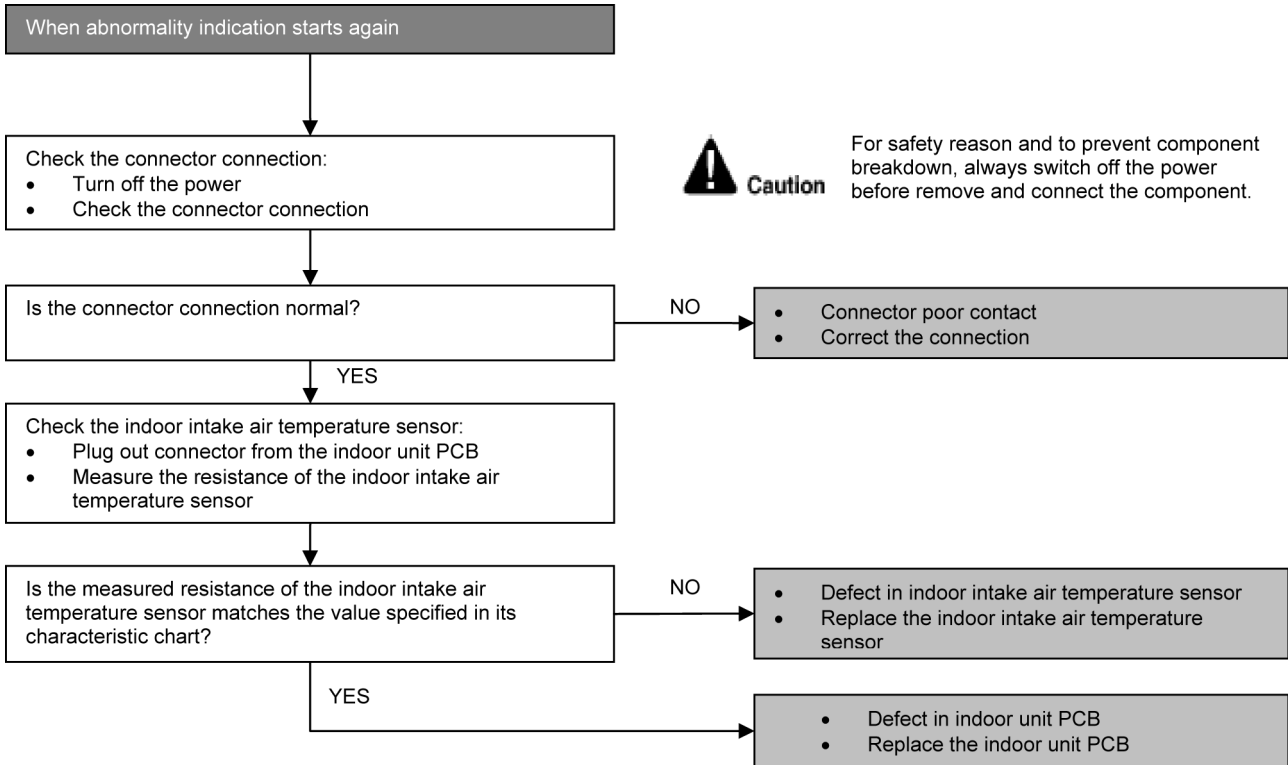 When abnormality indication starts again
Check the connector connection:
• Turn off the power
• Check the connector connection
Caution
For safety reason and to prevent component
breakdown, always switch off the power
before remove and connect the component.
Is the connector connection normal?
NO
• Connector poor contact
• Correct the connection
YES
Check the indoor intake air temperature sensor:
• Plug out connector from the indoor unit PCB
• Measure the resistance of the indoor intake air
temperature sensor
Is the measured resistance of the indoor intake air
temperature sensor matches the value specified in its
characteristic chart?
NO
• Defect in indoor intake air temperature sensor
• Replace the indoor intake air temperature
sensor
YES
• Defect in indoor unit PCB
• Replace the indoor unit PCB